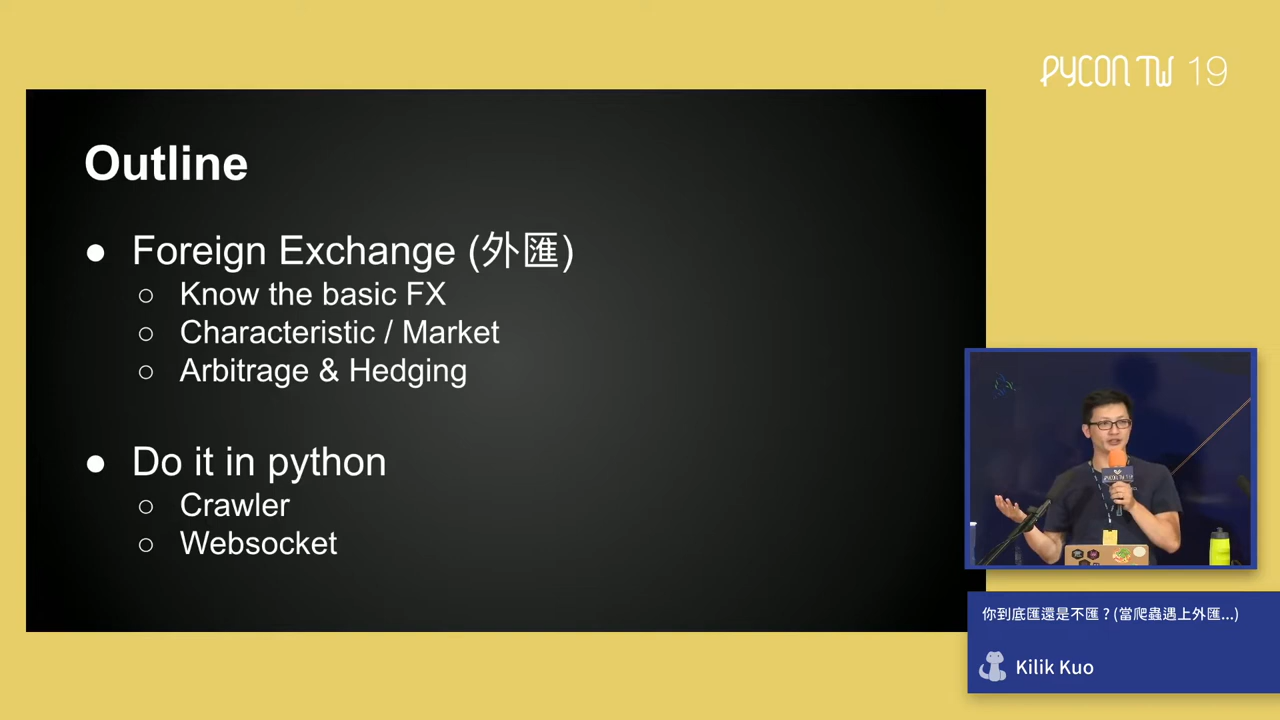 PYCON TW 19
Outline
● Foreign Exchange (外匯)
○ Know the basic FX
○ Characteristic / Market
○ Arbitrage & Hedging
● Do it in python
○ Crawler
○ Websocket
PYCON TW
你到底匯還是不匯？(當爬蟲遇上外匯...)
Kilik Kuo